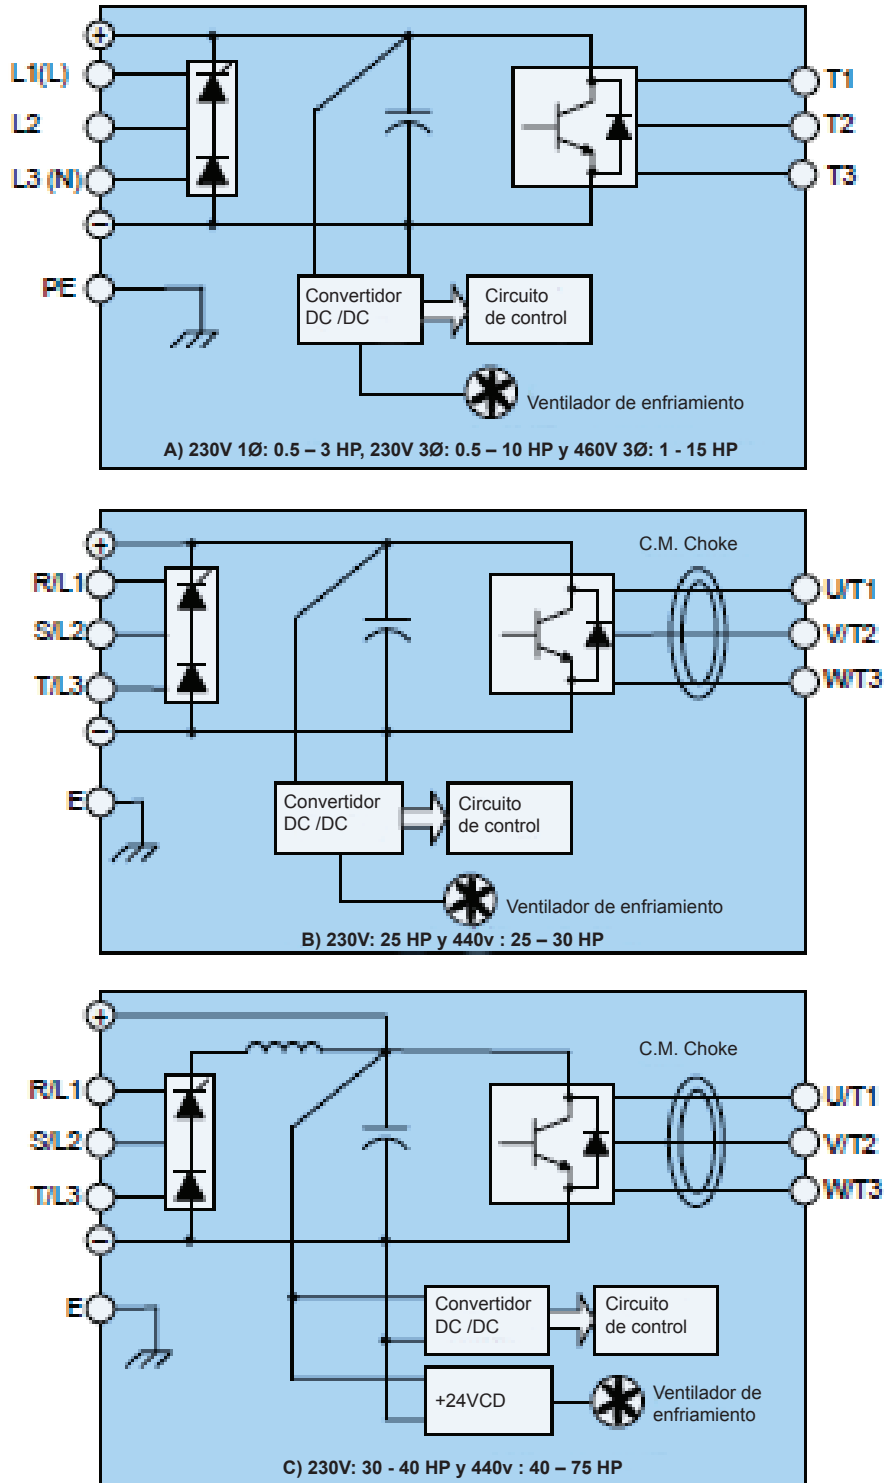 +
L1(L)
T1
L2
T2
L3 (N)
T3
−
PE
Convertidor
DC /DC
Circuito
de control
Ventilador de enfriamiento
A) 230V 1Ø: 0.5 – 3 HP, 230V 3Ø: 0.5 – 10 HP y 460V 3Ø: 1 - 15 HP
+
C.M. Choke
R/L1
U/T1
S/L2
V/T2
T/L3
W/T3
−
E
Convertidor
DC /DC
Circuito
de control
Ventilador de enfriamiento
B) 230V: 25 HP y 440v : 25 – 30 HP
+
C.M. Choke
R/L1
U/T1
S/L2
V/T2
T/L3
W/T3
−
E
Convertidor
DC /DC
Circuito
de control
+24VCD
Ventilador de
enfriamiento
C) 230V: 30 - 40 HP y 440v : 40 – 75 HP